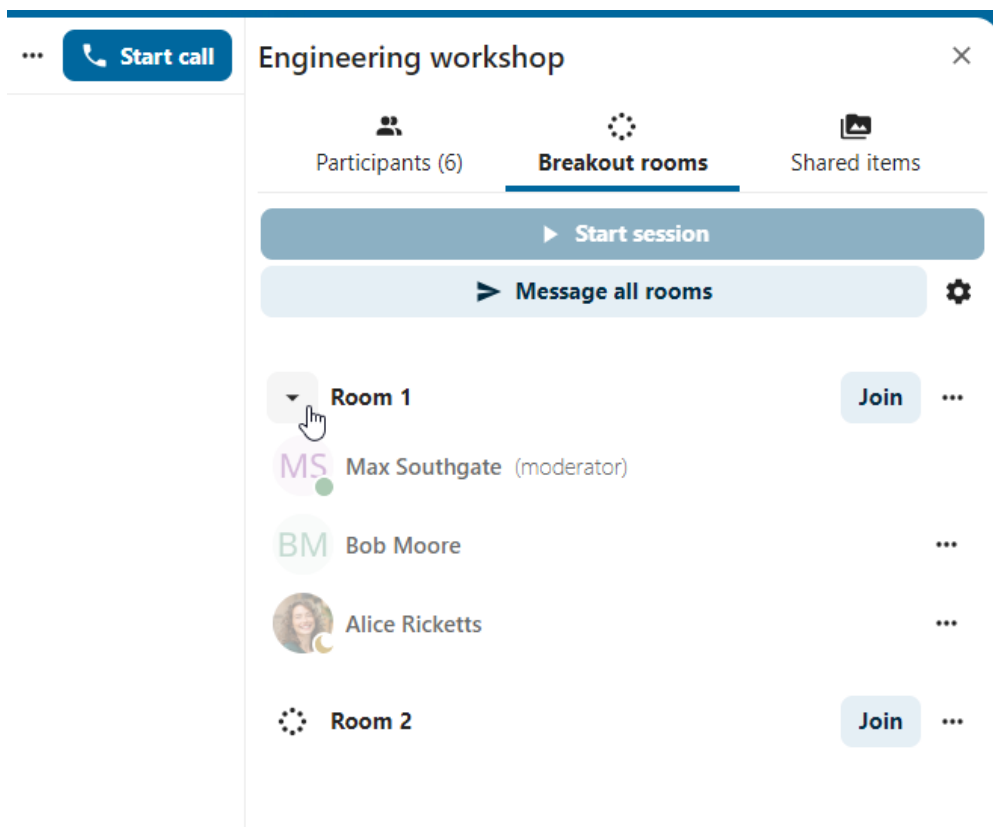 Start call
Engineering workshop
Participants (6)
Breakout rooms
Shared items
Start session
Message all rooms
Room 1
Join
MS
Max Southgate (moderator)
BM
Bob Moore
Alice Ricketts
Room 2
Join